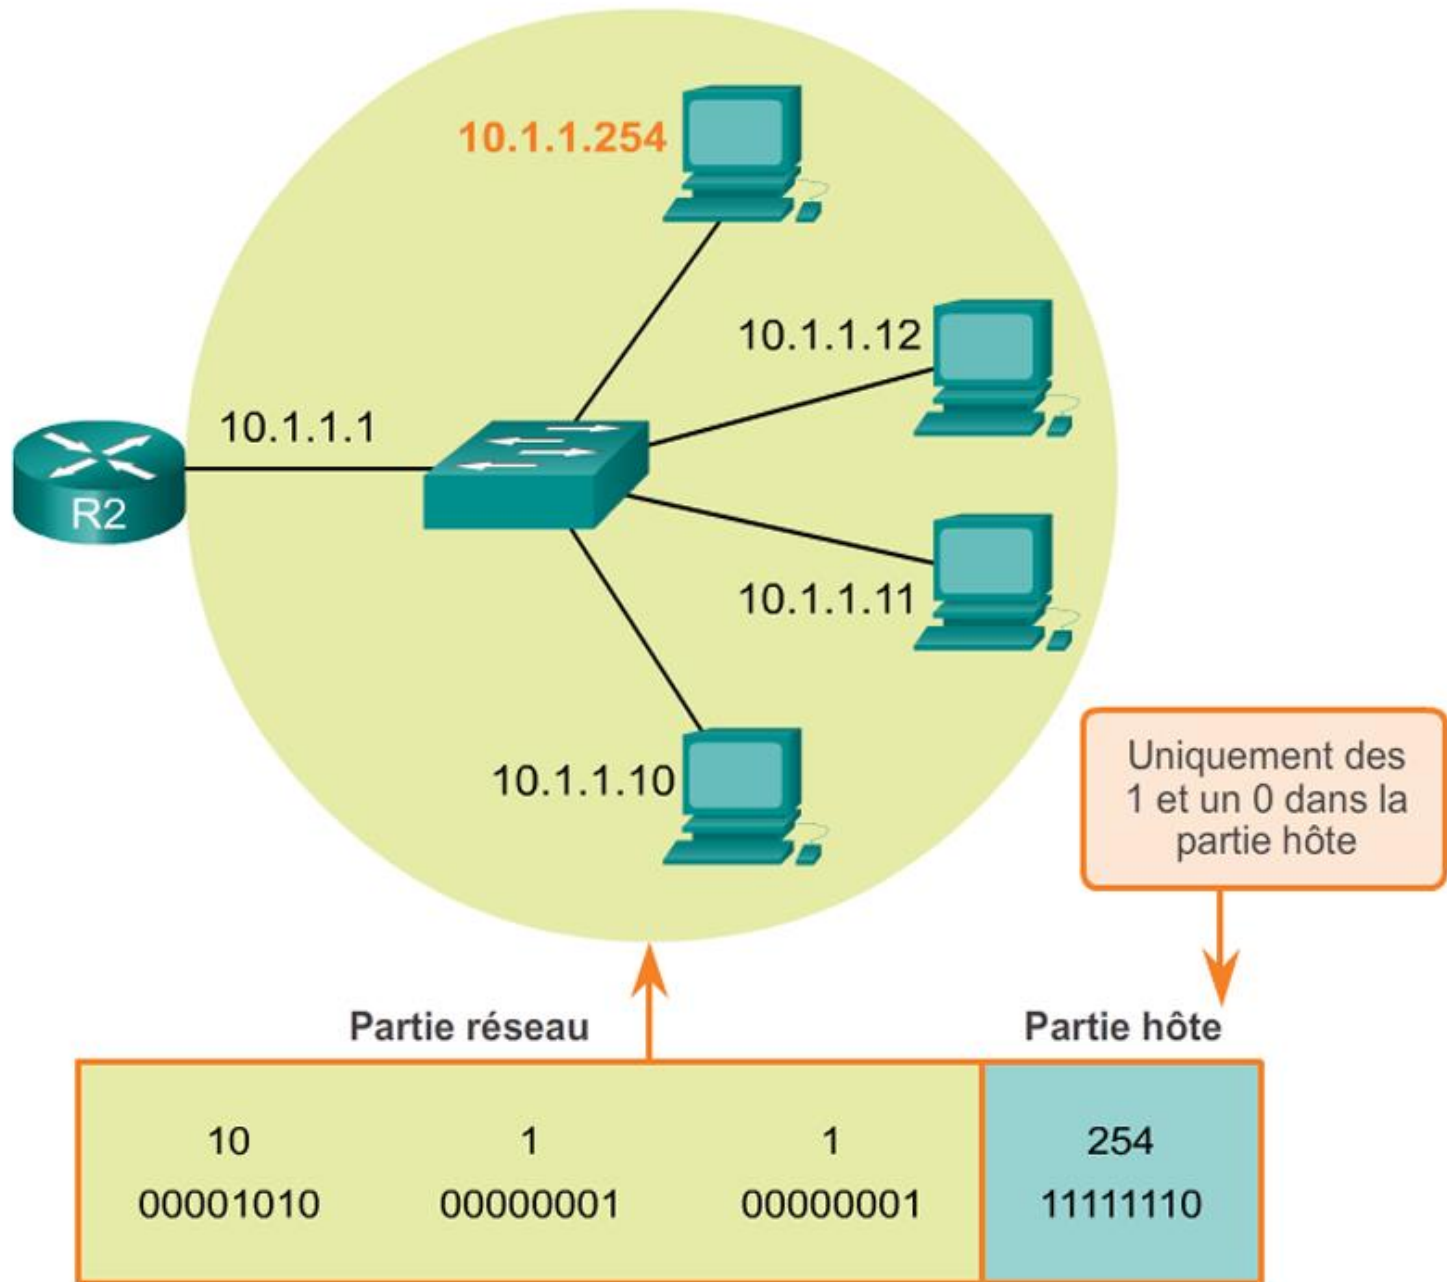 10.1.1.254
10.1.1.12
10.1.1.1
R2
10.1.1.11
10.1.1.10
Uniquement des
1 et un 0 dans la
partie hôte
Partie réseau Partie hôte
10 1 1 254
00001010 00000001 00000001 11111110